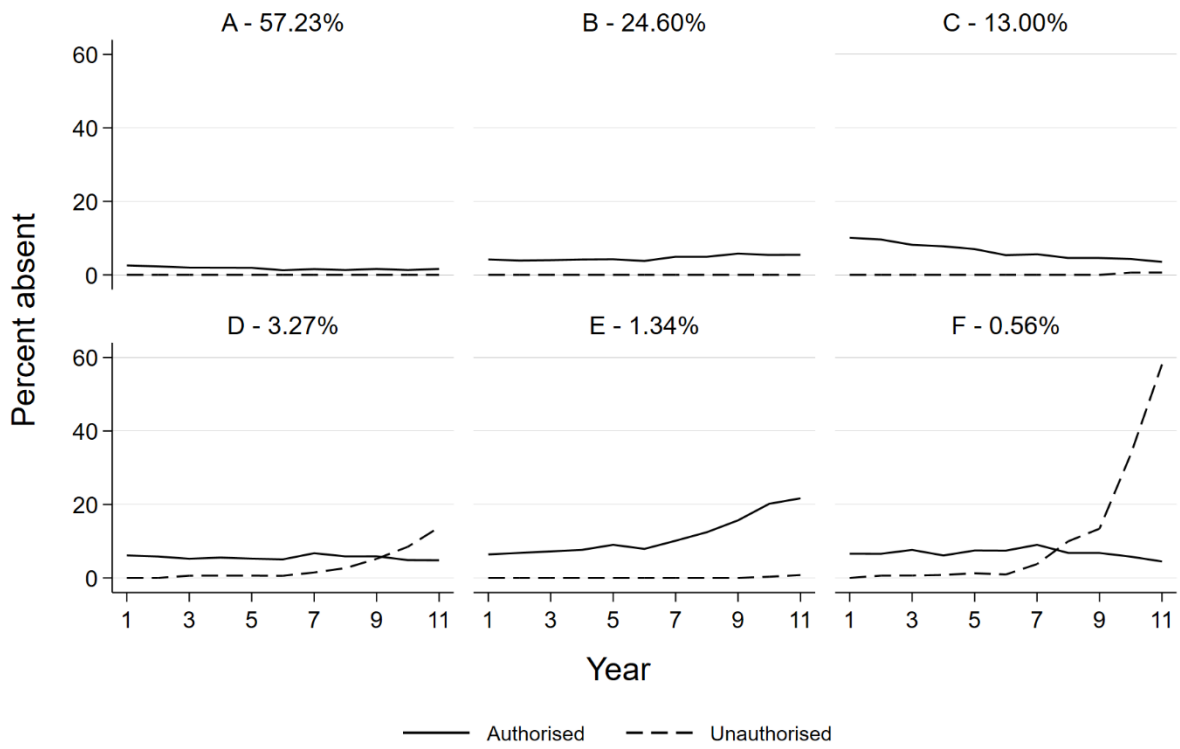 A - 57.23%
B - 24.60%
C - 13.00%
60
40
20
0
D - 3.27%
E - 1.34%
F - 0.56%
60
40
20
0
1 3 5 7 9 11
1 3 5 7 9 11
1 3 5 7 9 11
Percent absent
Year
Authorised
Unauthorised